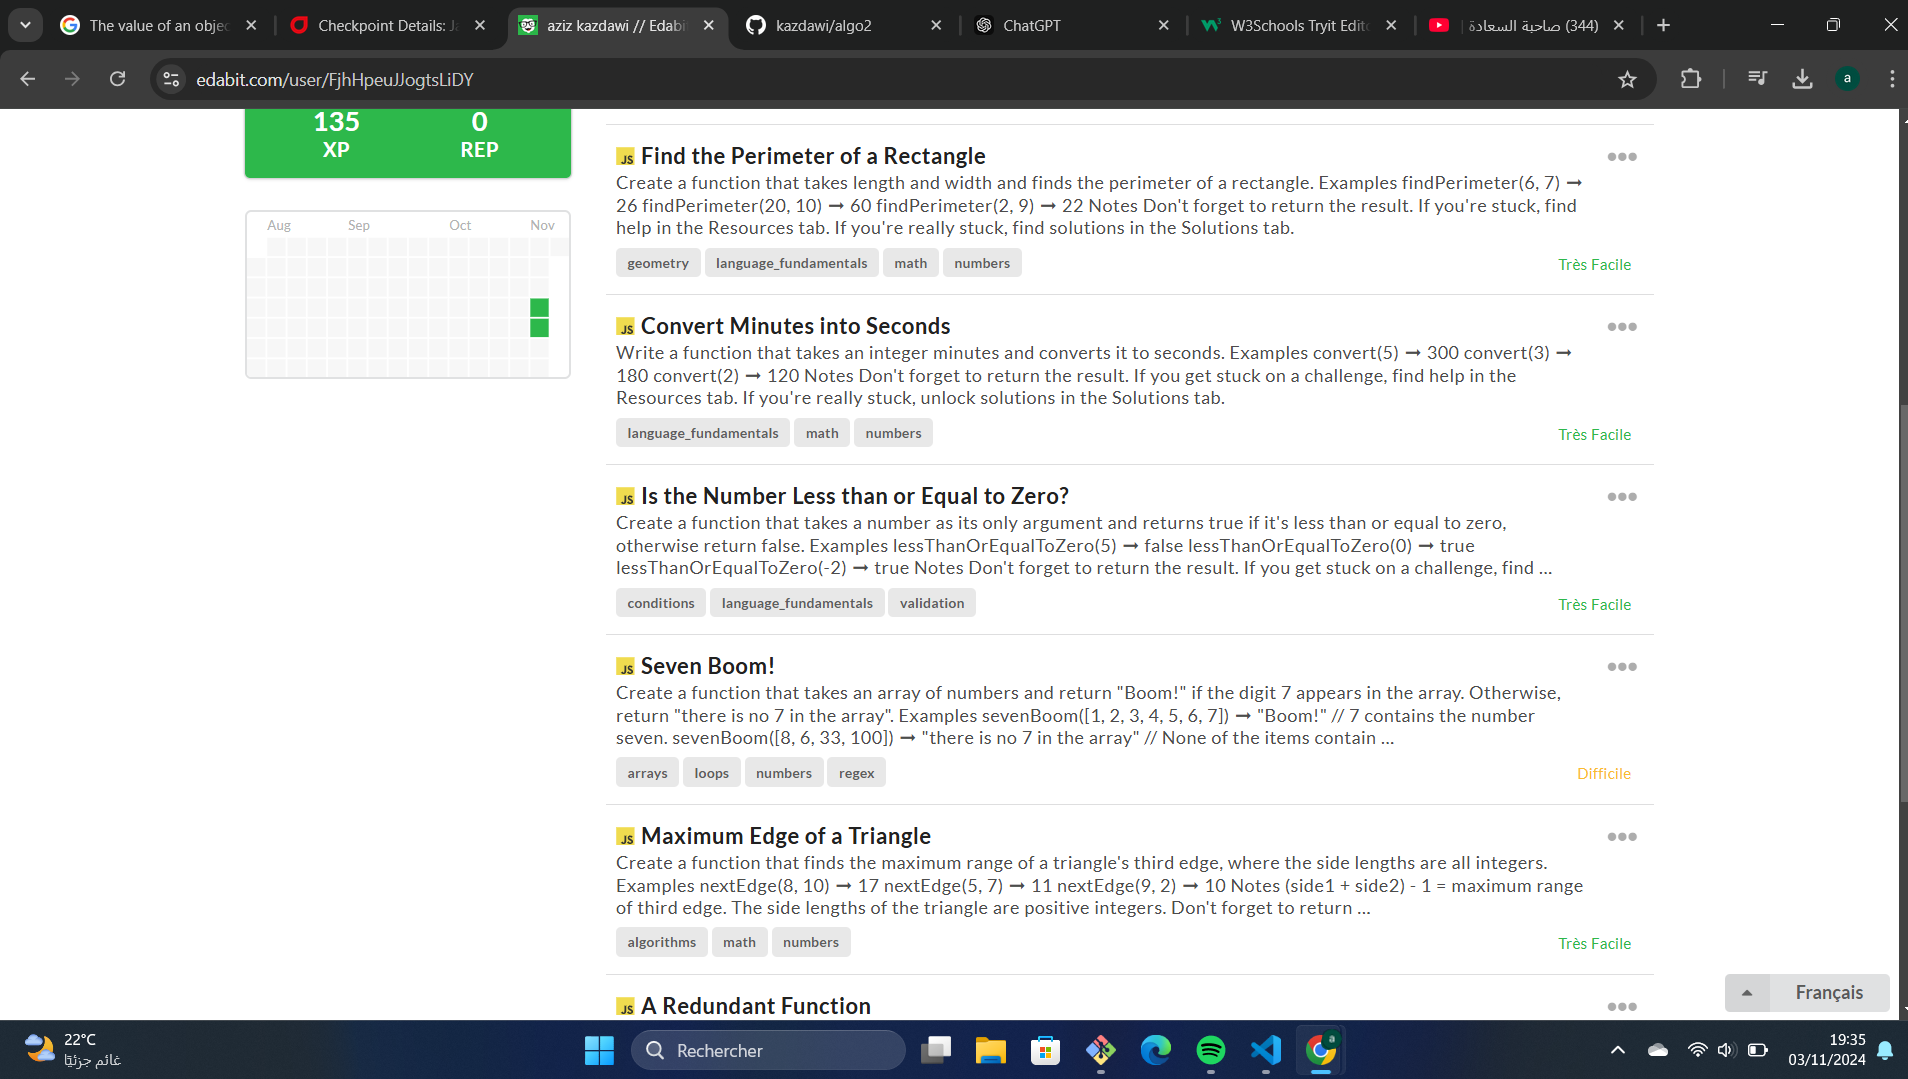 The value of an objec
Checkpoint Details: Ja
aziz kazdawi // Edabi
kazdawi/algo2
ChatGPT
W3Schools Tryit Edito
(344) صاحبة السعادة |
edabit.com/user/FjhHpeuJJogtsLiDY
a
135
XP
0
REP
Aug Sep Oct Nov
JS Find the Perimeter of a Rectangle
Create a function that takes length and width and finds the perimeter of a rectangle. Examples findPerimeter(6, 7) ➞
26 findPerimeter(20, 10) ➞ 60 findPerimeter(2, 9) ➞ 22 Notes Don't forget to return the result. If you're stuck, find
help in the Resources tab. If you're really stuck, find solutions in the Solutions tab.
geometry language_fundamentals math numbers
Très Facile
JS Convert Minutes into Seconds
Write a function that takes an integer minutes and converts it to seconds. Examples convert(5) ➞ 300 convert(3) ➞
180 convert(2) ➞ 120 Notes Don't forget to return the result. If you get stuck on a challenge, find help in the
Resources tab. If you're really stuck, unlock solutions in the Solutions tab.
language_fundamentals math numbers
Très Facile
JS Is the Number Less than or Equal to Zero?
Create a function that takes a number as its only argument and returns true if it's less than or equal to zero,
otherwise return false. Examples lessThanOrEqualToZero(5) ➞ false lessThanOrEqualToZero(0) ➞ true
lessThanOrEqualToZero(-2) ➞ true Notes Don't forget to return the result. If you get stuck on a challenge, find ...
conditions language_fundamentals validation
Très Facile
JS Seven Boom!
Create a function that takes an array of numbers and return "Boom!" if the digit 7 appears in the array. Otherwise,
return "there is no 7 in the array". Examples sevenBoom([1, 2, 3, 4, 5, 6, 7]) ➞ "Boom!" // 7 contains the number
seven. sevenBoom([8, 6, 33, 100]) ➞ "there is no 7 in the array" // None of the items contain ...
arrays loops numbers regex
Difficile
JS Maximum Edge of a Triangle
Create a function that finds the maximum range of a triangle's third edge, where the side lengths are all integers.
Examples nextEdge(8, 10) ➞ 17 nextEdge(5, 7) ➞ 11 nextEdge(9, 2) ➞ 10 Notes (side1 + side2) - 1 = maximum range
of third edge. The side lengths of the triangle are positive integers. Don't forget to return ...
algorithms math numbers
Très Facile
JS A Redundant Function
Français
22°C
غائم جزئيًا
Rechercher
a
19:35
03/11/2024